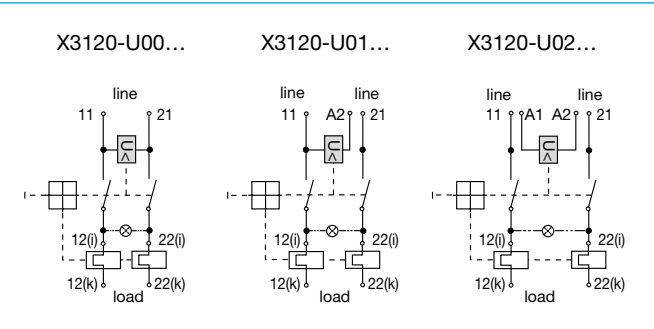 X3120-U00... X3120-U01... X3120-U02...
line line line line line
11 21 11 A2 21 11 A1 A2 21
U< U< U<
12(i) 22(i) 12(i) 22(i) 12(i) 22(i)
12(k) 22(k) 12(k) 22(k) 12(k) 22(k)
load load load